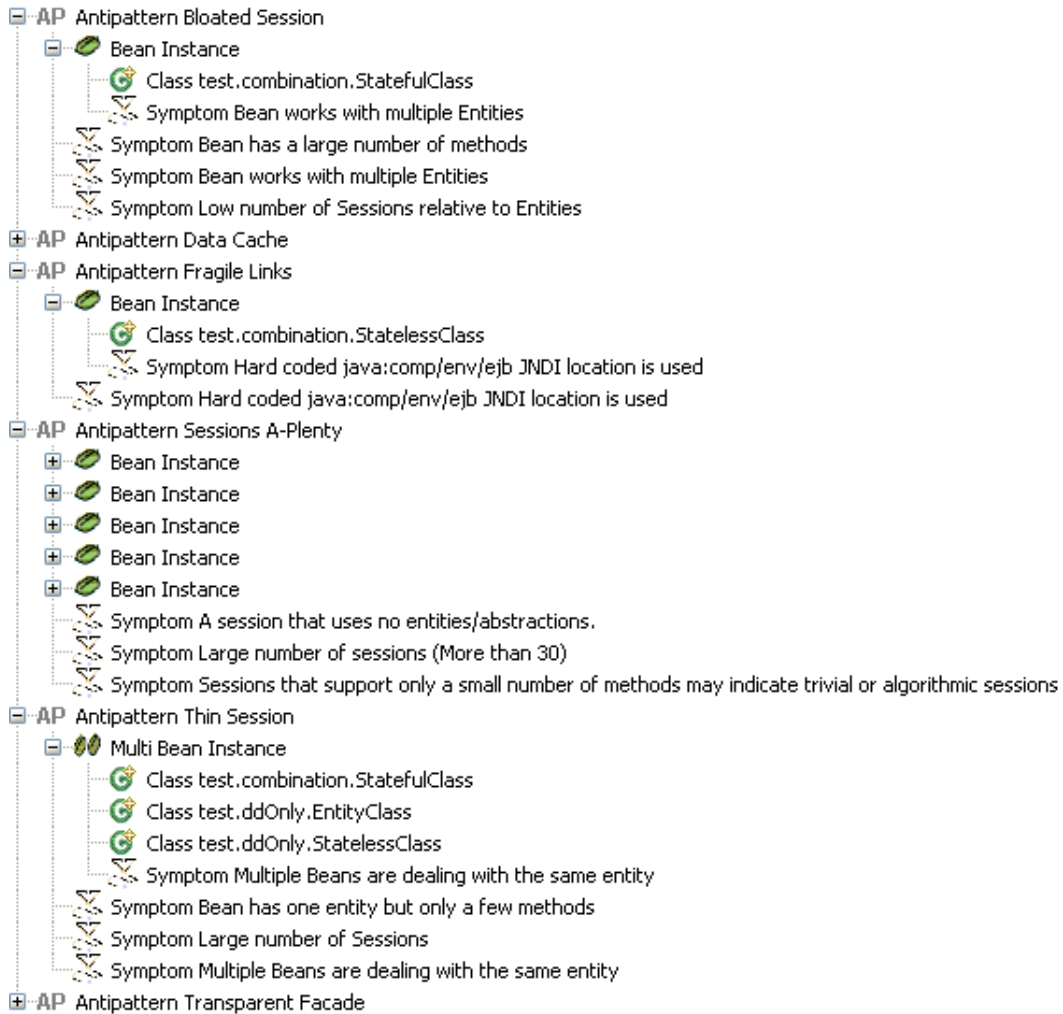 AP Antipattern Bloated Session
Bean Instance
Class test.combination.StatefulClass
Symptom Bean works with multiple Entities
Symptom Bean has a large number of methods
Symptom Bean works with multiple Entities
Symptom Low number of Sessions relative to Entities
AP Antipattern Data Cache
AP Antipattern Fragile Links
Bean Instance
Class test.combination.StatelessClass
Symptom Hard coded java:comp/env/ejb JNDI location is used
Symptom Hard coded java:comp/env/ejb JNDI location is used
AP Antipattern Sessions A-Plenty
Bean Instance
Bean Instance
Bean Instance
Bean Instance
Bean Instance
Symptom A session that uses no entities/abstractions.
Symptom Large number of sessions (More than 30)
Symptom Sessions that support only a small number of methods may indicate trivial or algorithmic sessions
AP Antipattern Thin Session
Multi Bean Instance
Class test.combination.StatefulClass
Class test.ddOnly.EntityClass
Class test.ddOnly.StatelessClass
Symptom Multiple Beans are dealing with the same entity
Symptom Bean has one entity but only a few methods
Symptom Large number of Sessions
Symptom Multiple Beans are dealing with the same entity
AP Antipattern Transparent Facade